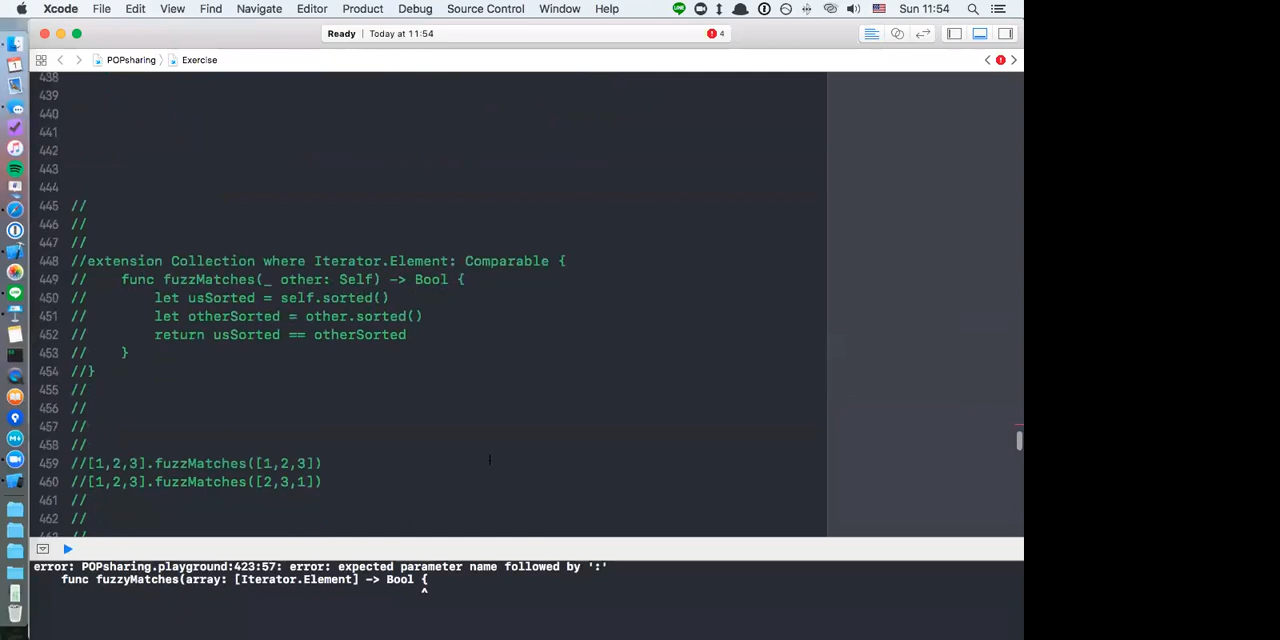 Xcode File Edit View Find Navigate Editor Product Debug Source Control Window Help Sun 11:54
Ready | Today at 11:54 4
POPsharing Exercise
438
439
440
441
442
443
444
445 //
446 //
447 //
448 //extension Collection where Iterator.Element: Comparable {
449 // func fuzzMatches(_ other: Self) -> Bool {
450 // let usSorted = self.sorted()
451 // let otherSorted = other.sorted()
452 // return usSorted == otherSorted
453 // }
454 //}
455 //
456 //
457 //
458 //
459 //[1,2,3].fuzzMatches([1,2,3])
460 //[1,2,3].fuzzMatches([2,3,1])
461 //
462 //
463 //
error: POPsharing.playground:423:57: error: expected parameter name followed by ':'
func fuzzyMatches(array: [Iterator.Element] -> Bool {
^